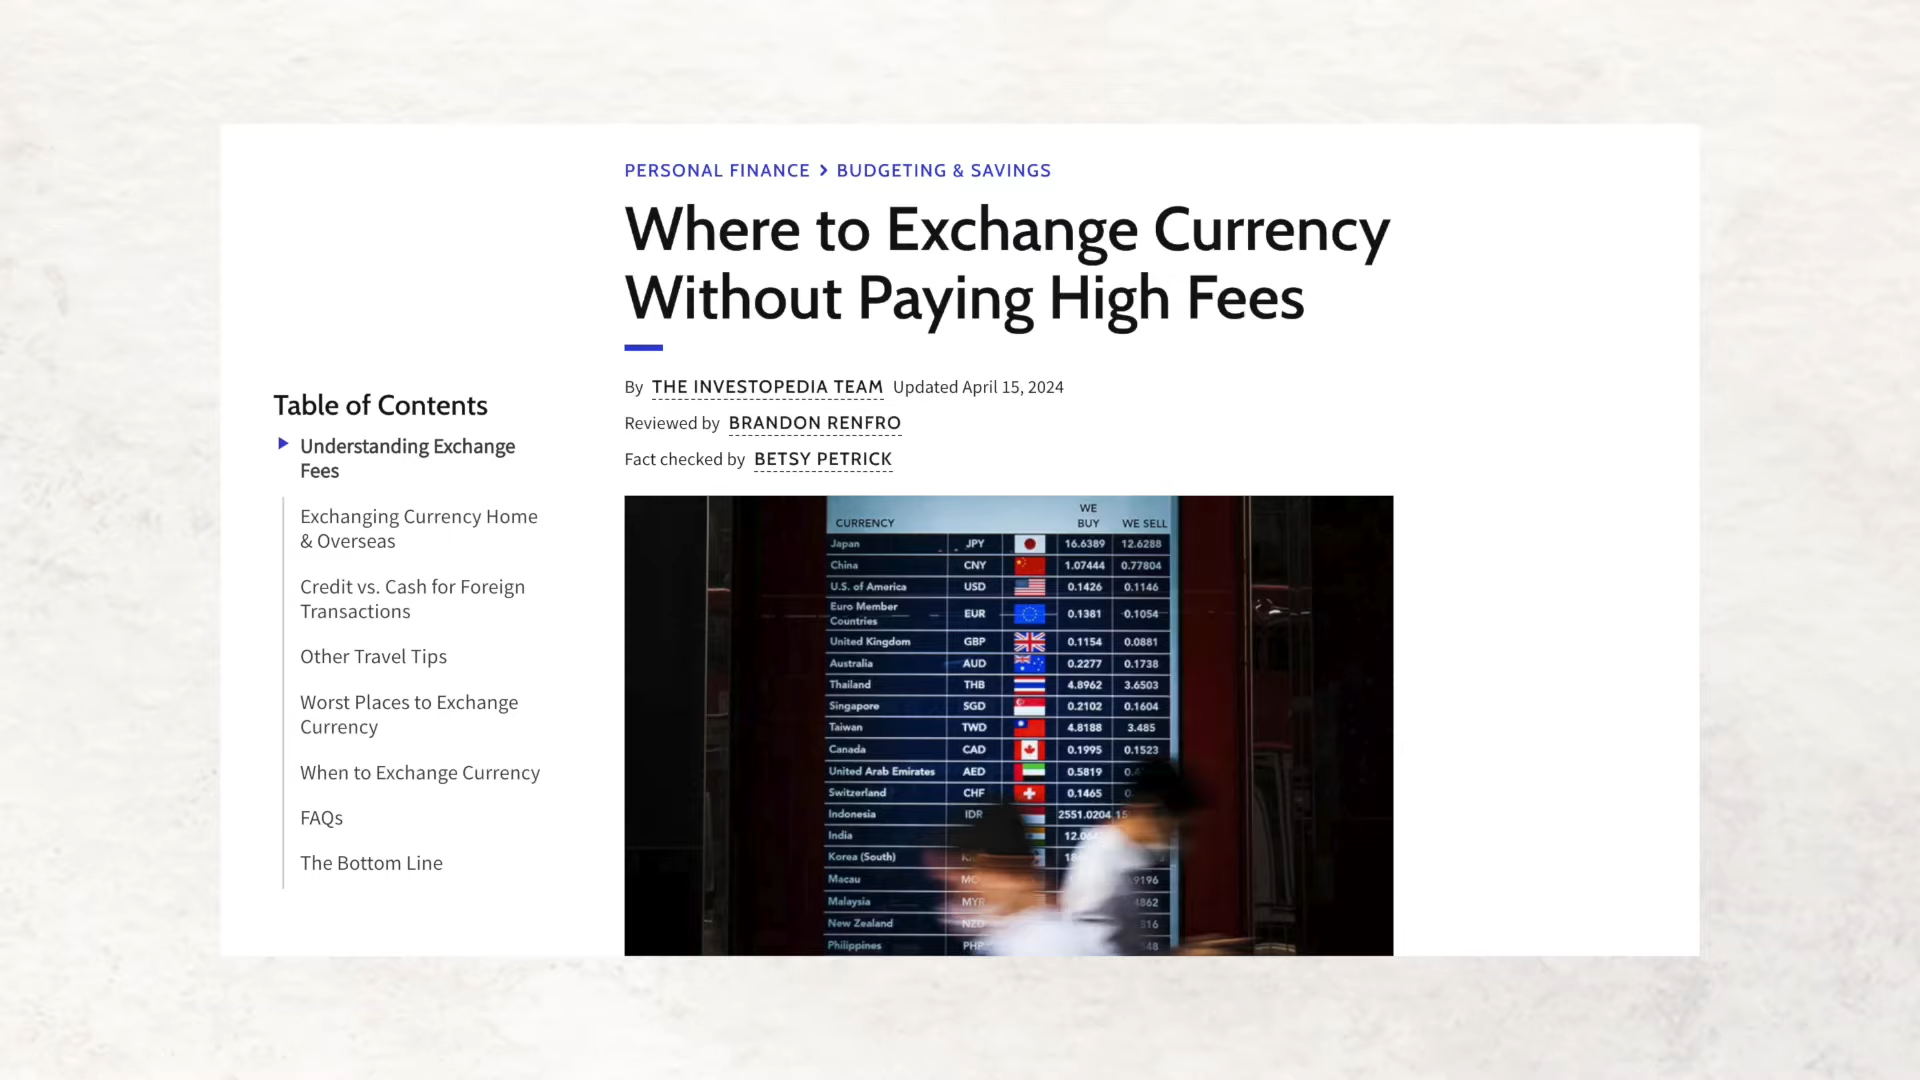 PERSONAL FINANCE > BUDGETING & SAVINGS
Where to Exchange Currency
Without Paying High Fees
By THE INVESTOPEDIA TEAM Updated April 15, 2024
Reviewed by BRANDON RENFRO
Fact checked by BETSY PETRICK
Table of Contents
Understanding Exchange
Fees
Exchanging Currency Home
& Overseas
Credit vs. Cash for Foreign
Transactions
Other Travel Tips
Worst Places to Exchange
Currency
When to Exchange Currency
FAQs
The Bottom Line
CURRENCY WE BUY WE SELL
Japan JPY 16.6389 12.6288
China CNY 1.07444 0.77804
U.S. of America USD 0.1426 0.1146
Euro Member
Countries EUR 0.1381 0.1054
United Kingdom GBP 0.1154 0.0881
Australia AUD 0.2277 0.1738
Thailand THB 4.8962 3.6503
Singapore SGD 0.2102 0.1604
Taiwan TWD 4.8188 3.485
Canada CAD 0.1995 0.1523
United Arab Emirates AED 0.5819
Switzerland CHF 0.1465
Indonesia IDR 2551.0204
India
Korea (South)
Macau
Malaysia MYR
New Zealand NZD
Philippines PHP